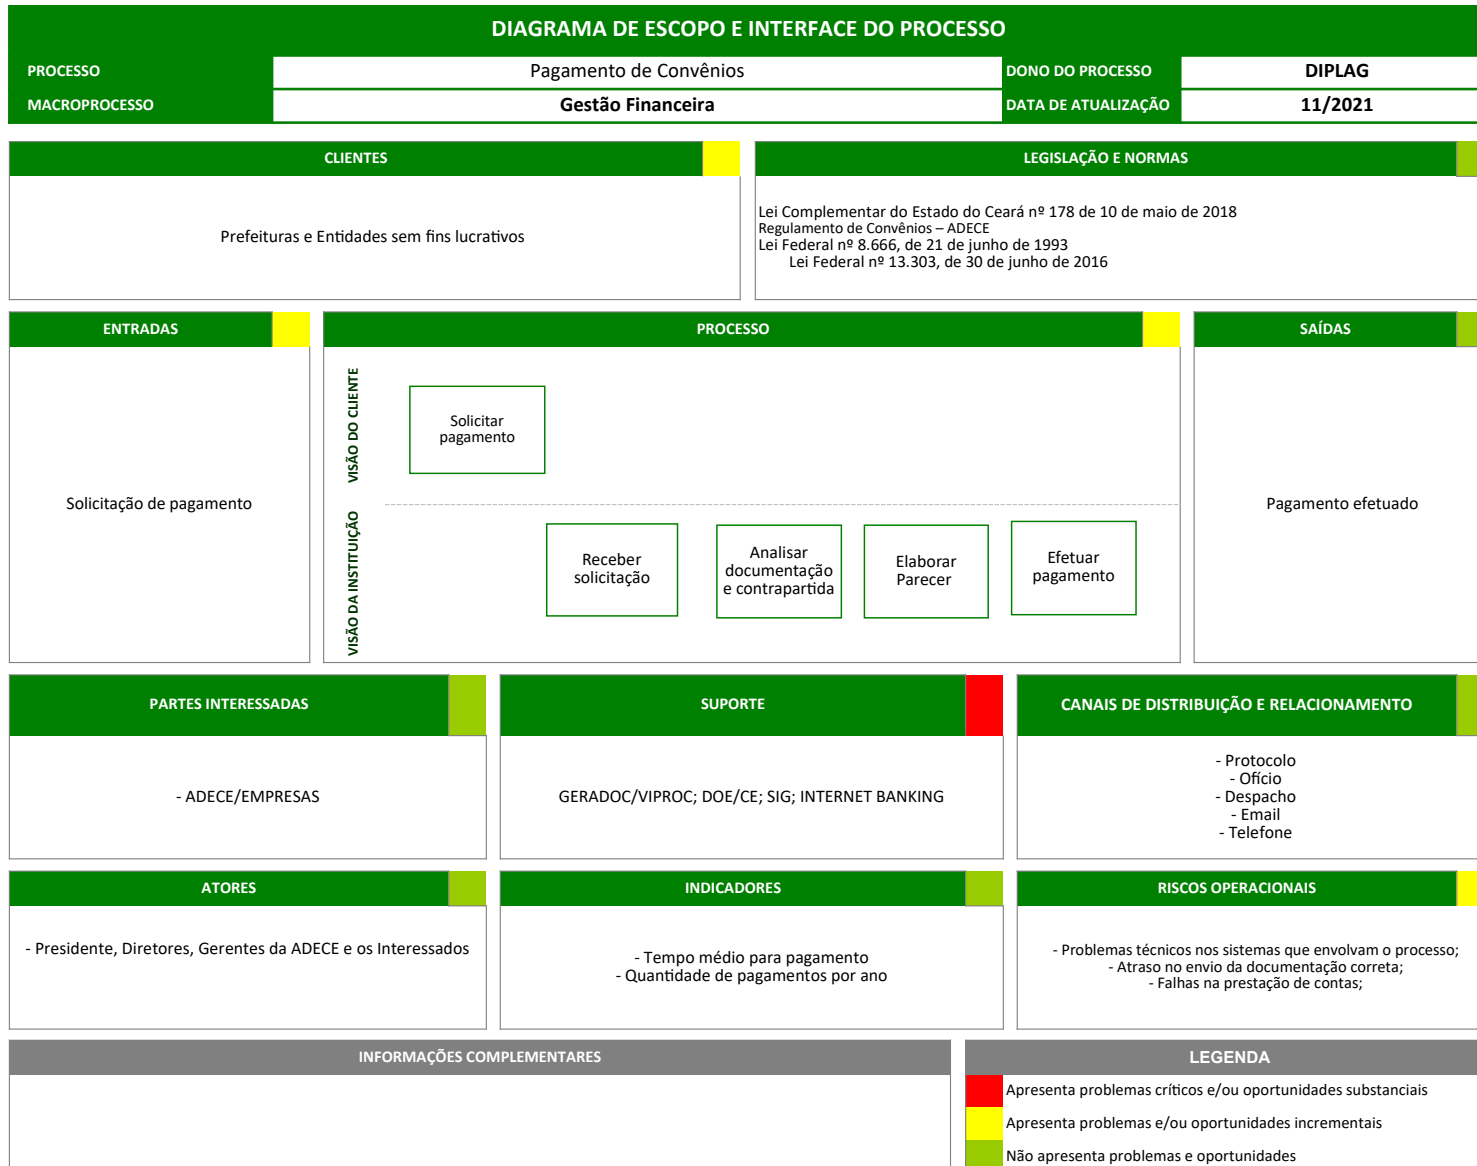 DIAGRAMA DE ESCOPO E INTERFACE DO PROCESSO
PROCESSO
Pagamento de Convênios
DONO DO PROCESSO
DIPLAG
MACROPROCESSO
Gestão Financeira
DATA DE ATUALIZAÇÃO
11/2021
CLIENTES
Prefeituras e Entidades sem fins lucrativos
LEGISLAÇÃO E NORMAS
Lei Complementar do Estado do Ceará nº 178 de 10 de maio de 2018
Regulamento de Convênios – ADECE
Lei Federal nº 8.666, de 21 de junho de 1993
Lei Federal nº 13.303, de 30 de junho de 2016
ENTRADAS
Solicitação de pagamento
PROCESSO
VISÃO DO CLIENTE
Solicitar
pagamento
VISÃO DA INSTITUIÇÃO
Receber
solicitação
Analisar
documentação
e contrapartida
Elaborar
Parecer
Efetuar
pagamento
SAÍDAS
Pagamento efetuado
PARTES INTERESSADAS
- ADECE/EMPRESAS
SUPORTE
GERADOC/VIPROC; DOE/CE; SIG; INTERNET BANKING
CANAIS DE DISTRIBUIÇÃO E RELACIONAMENTO
- Protocolo
- Ofício
- Despacho
- Email
- Telefone
ATORES
- Presidente, Diretores, Gerentes da ADECE e os Interessados
INDICADORES
- Tempo médio para pagamento
- Quantidade de pagamentos por ano
RISCOS OPERACIONAIS
- Problemas técnicos nos sistemas que envolvam o processo;
- Atraso no envio da documentação correta;
- Falhas na prestação de contas;
INFORMAÇÕES COMPLEMENTARES
LEGENDA
Apresenta problemas críticos e/ou oportunidades substanciais
Apresenta problemas e/ou oportunidades incrementais
Não apresenta problemas e oportunidades